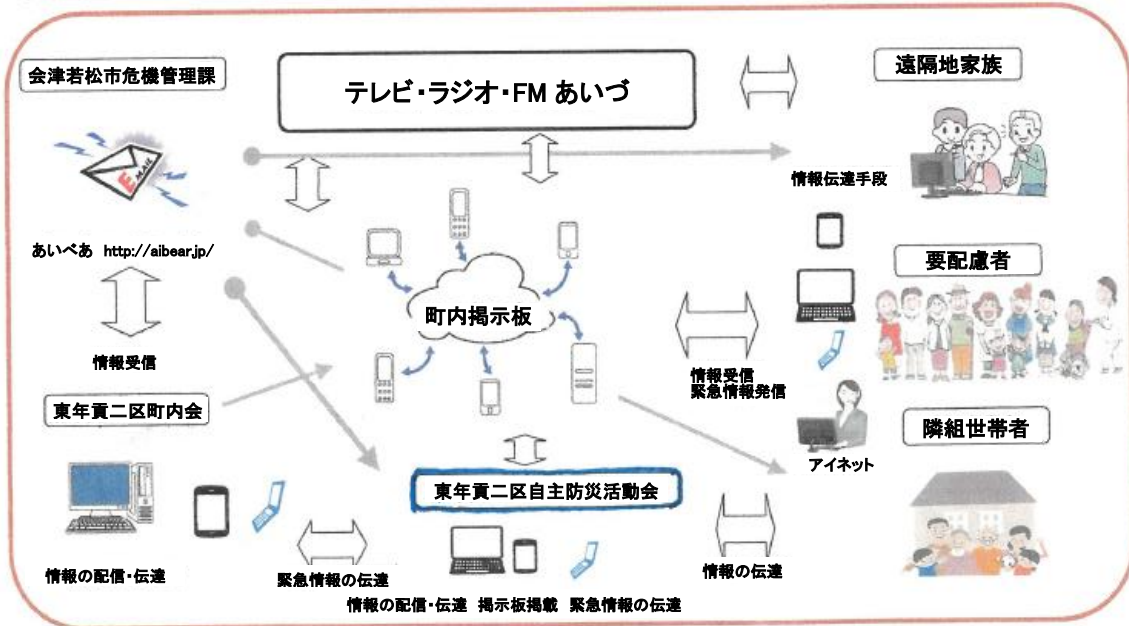 会津若松市危機管理課
テレビ・ラジオ・FM あいづ
遠隔地家族
E MAIL
情報伝達手段
あいべあ http://aibear.jp/
要配慮者
町内掲示板
情報受信
情報受信
緊急情報発信
東年貢二区町内会
隣組世帯者
アイネット
東年貢二区自主防災活動会
情報の配信・伝達
緊急情報の伝達
情報の伝達
情報の配信・伝達 掲示板掲載 緊急情報の伝達